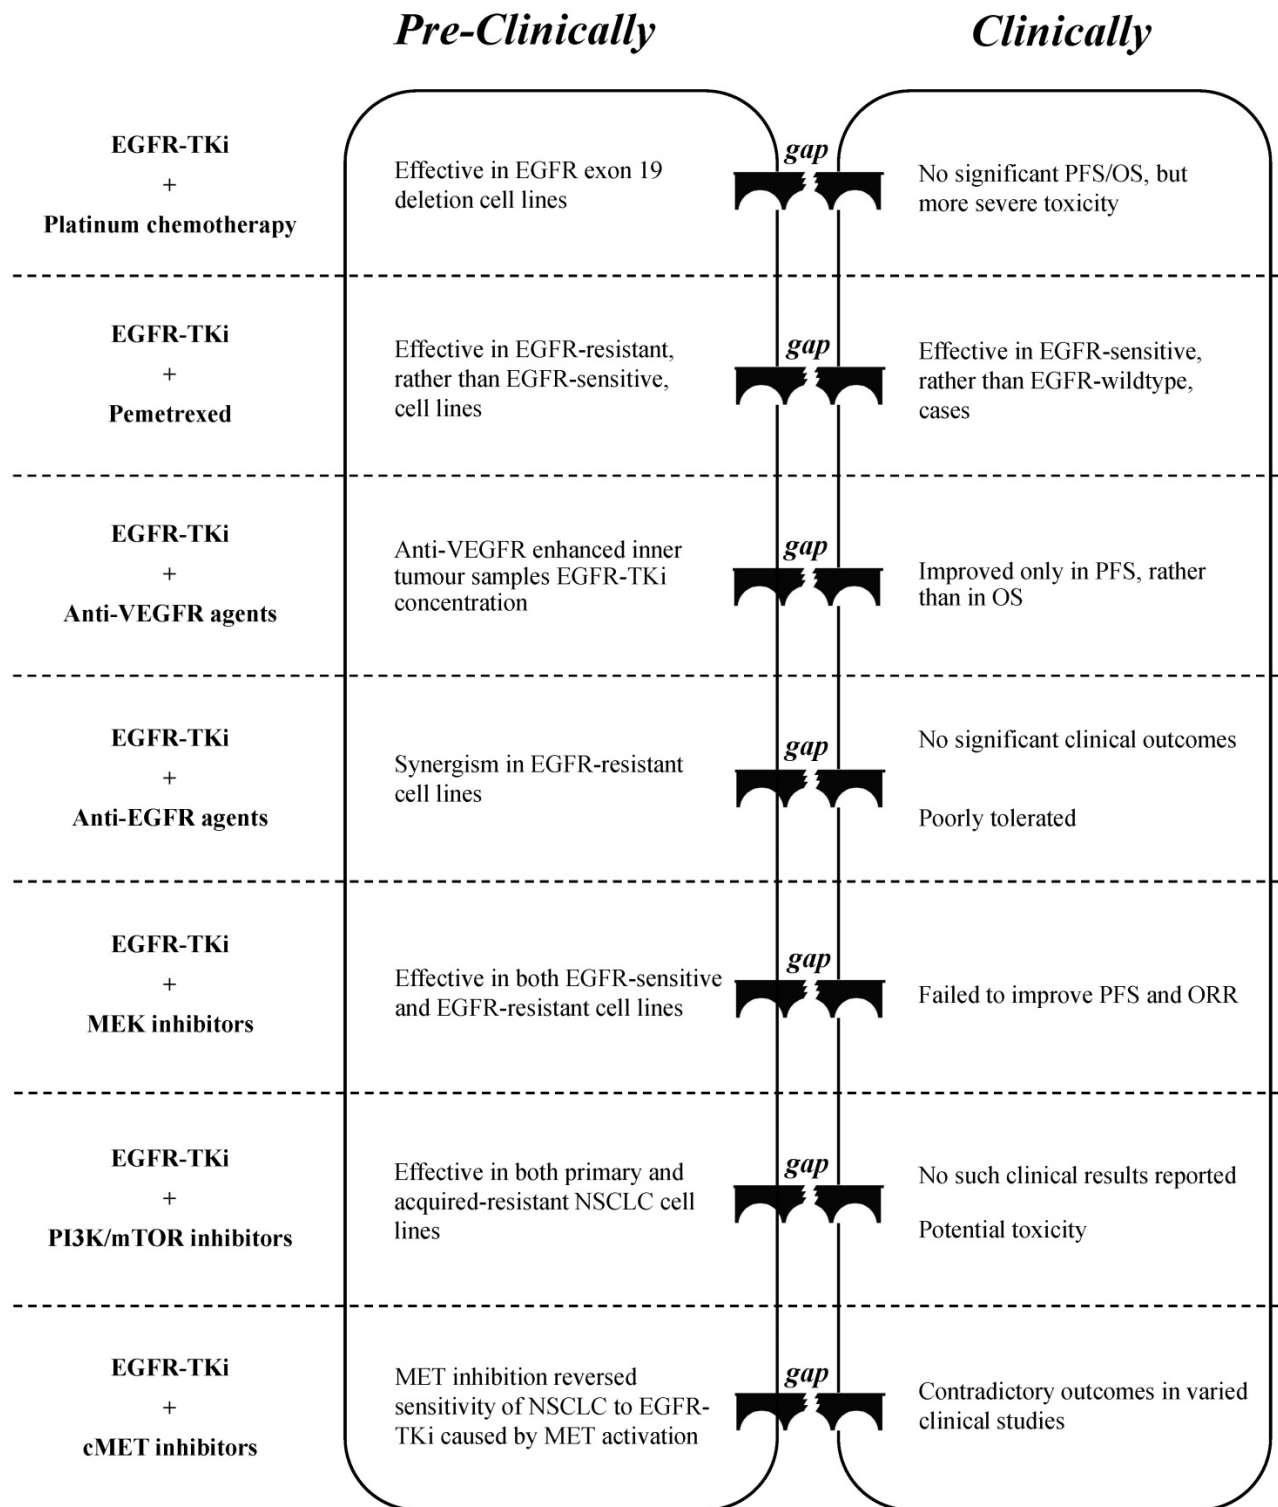 Pre-Clinically
Clinically
EGFR-TKi
+
Platinum chemotherapy
Effective in EGFR exon 19
deletion cell lines
gap
No significant PFS/OS, but
more severe toxicity
EGFR-TKi
+
Pemetrexed
Effective in EGFR-resistant,
rather than EGFR-sensitive,
cell lines
gap
Effective in EGFR-sensitive,
rather than EGFR-wildtype,
cases
EGFR-TKi
+
Anti-VEGFR agents
Anti-VEGFR enhanced inner
tumour samples EGFR-TKi
concentration
gap
Improved only in PFS, rather
than in OS
EGFR-TKi
+
Anti-EGFR agents
Synergism in EGFR-resistant
cell lines
gap
No significant clinical outcomes
Poorly tolerated
EGFR-TKi
+
MEK inhibitors
Effective in both EGFR-sensitive
and EGFR-resistant cell lines
gap
Failed to improve PFS and ORR
EGFR-TKi
+
PI3K/mTOR inhibitors
Effective in both primary and
acquired-resistant NSCLC cell
lines
gap
No such clinical results reported
Potential toxicity
EGFR-TKi
+
cMET inhibitors
MET inhibition reversed
sensitivity of NSCLC to EGFR-
TKi caused by MET activation
gap
Contradictory outcomes in varied
clinical studies